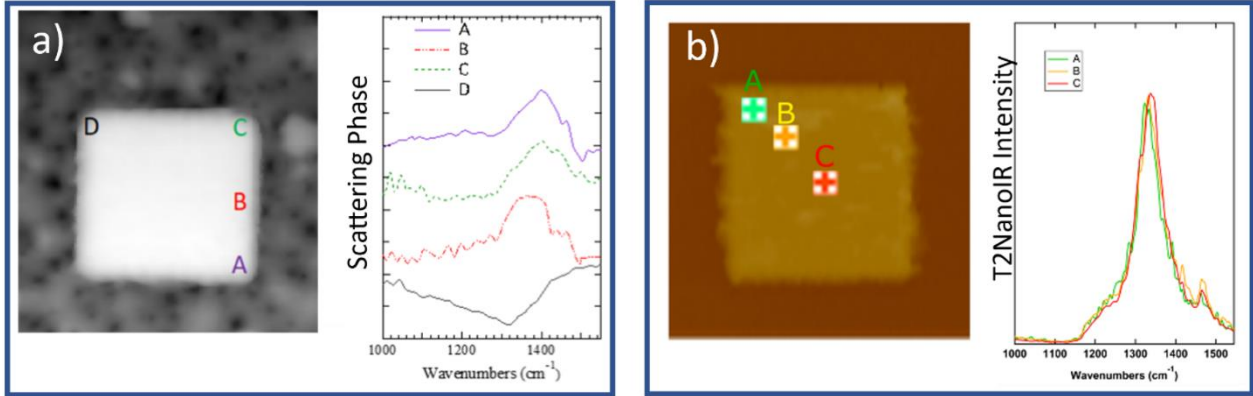 a)
D
C
B
A
Scattering Phase
A
B
C
D
1000
1200
1400
Wavenumbers (cm-1)
b)
A
B
C
T2NanoIR Intensity
A
B
C
1000
1100
1200
1300
1400
1500
Wavenumbers (cm-1)